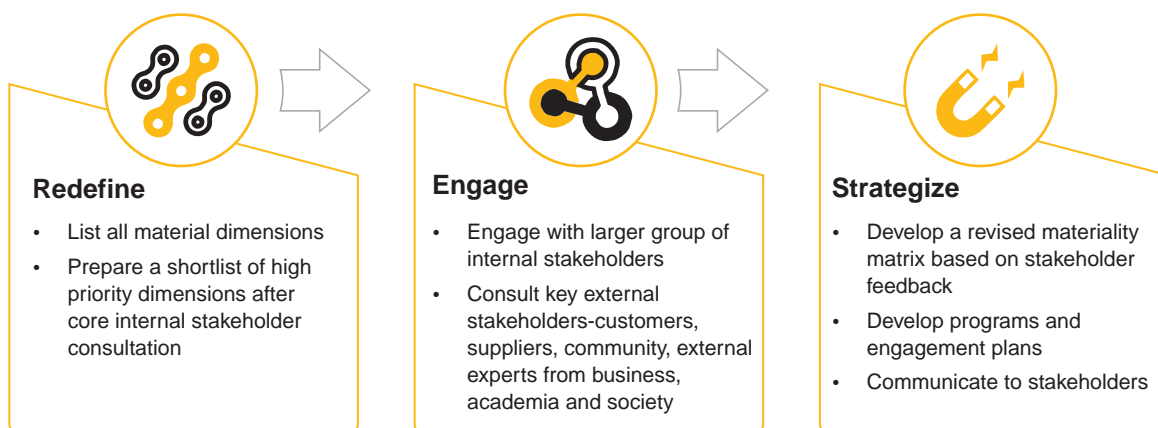 Redefine
• List all material dimensions
• Prepare a shortlist of high
priority dimensions after
core internal stakeholder
consultation
Engage
• Engage with larger group of
internal stakeholders
• Consult key external
stakeholders-customers,
suppliers, community, external
experts from business,
academia and society
Strategize
• Develop a revised materiality
matrix based on stakeholder
feedback
• Develop programs and
engagement plans
• Communicate to stakeholders